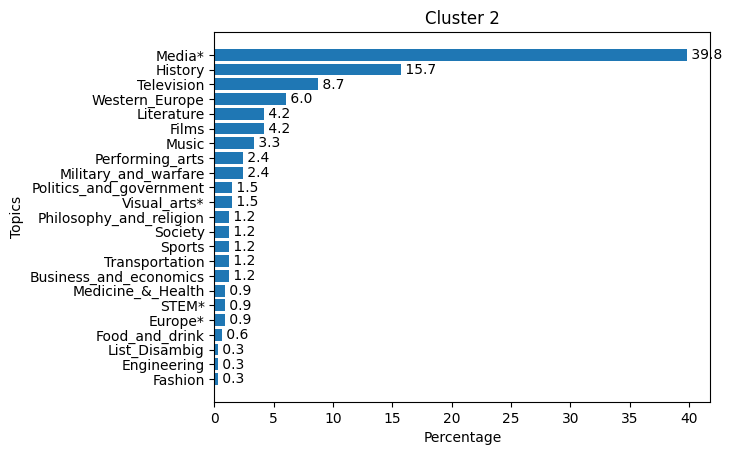 Cluster 2
Topics
Media* 39.8
History 15.7
Television 8.7
Western_Europe 6.0
Literature 4.2
Films 4.2
Music 3.3
Performing_arts 2.4
Military_and_warfare 2.4
Politics_and_government 1.5
Visual_arts* 1.5
Philosophy_and_religion 1.2
Society 1.2
Sports 1.2
Transportation 1.2
Business_and_economics 1.2
Medicine_&_Health 0.9
STEM* 0.9
Europe* 0.9
Food_and_drink 0.6
List_Disambig 0.3
Engineering 0.3
Fashion 0.3
0 5 10 15 20 25 30 35 40
Percentage